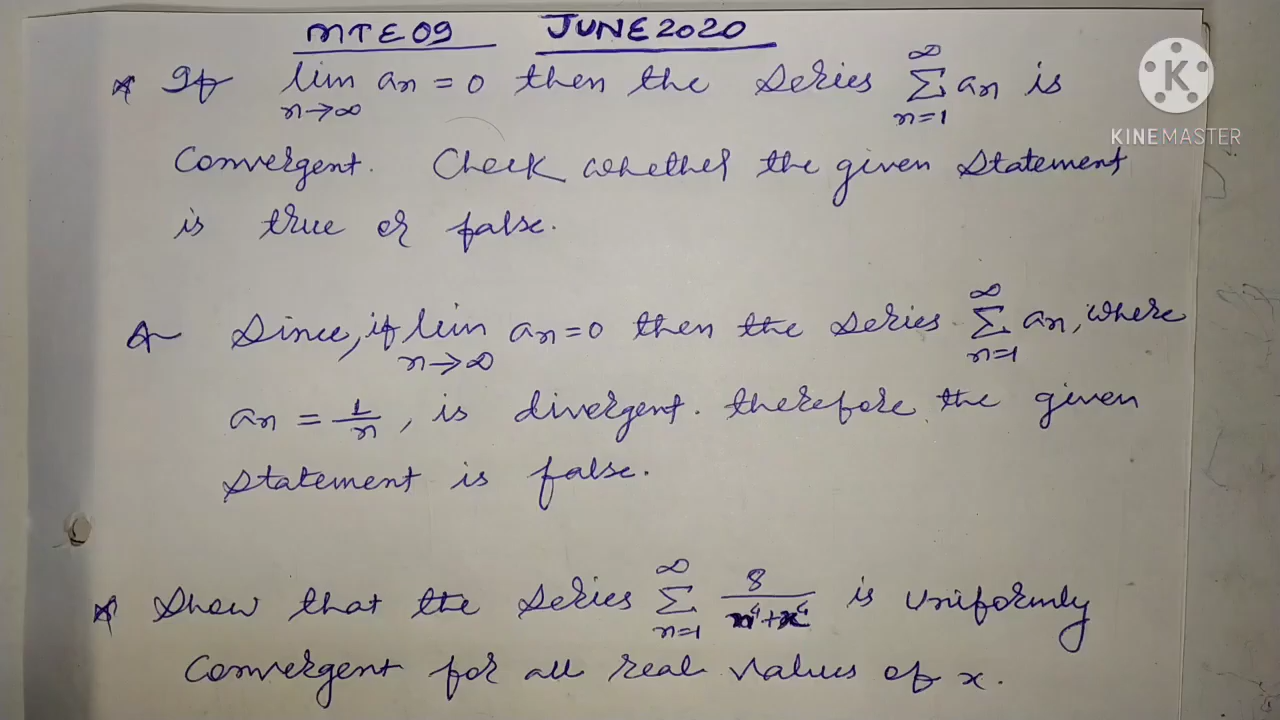 MTE09 JUNE 2020
* If lim n→∞ an = 0 then the series ∑ n=1 ∞ an is
convergent. Check whether the given statement
is true or false.
Since, if lim n→∞ an = 0 then the series ∑ n=1 ∞ an, where
an = 1/n, is divergent. therefore the given
statement is false.
* Show that the series ∑ n=1 ∞ 8/(n⁴+x⁴) is uniformly
convergent for all real values of x.
K
KINEMASTER